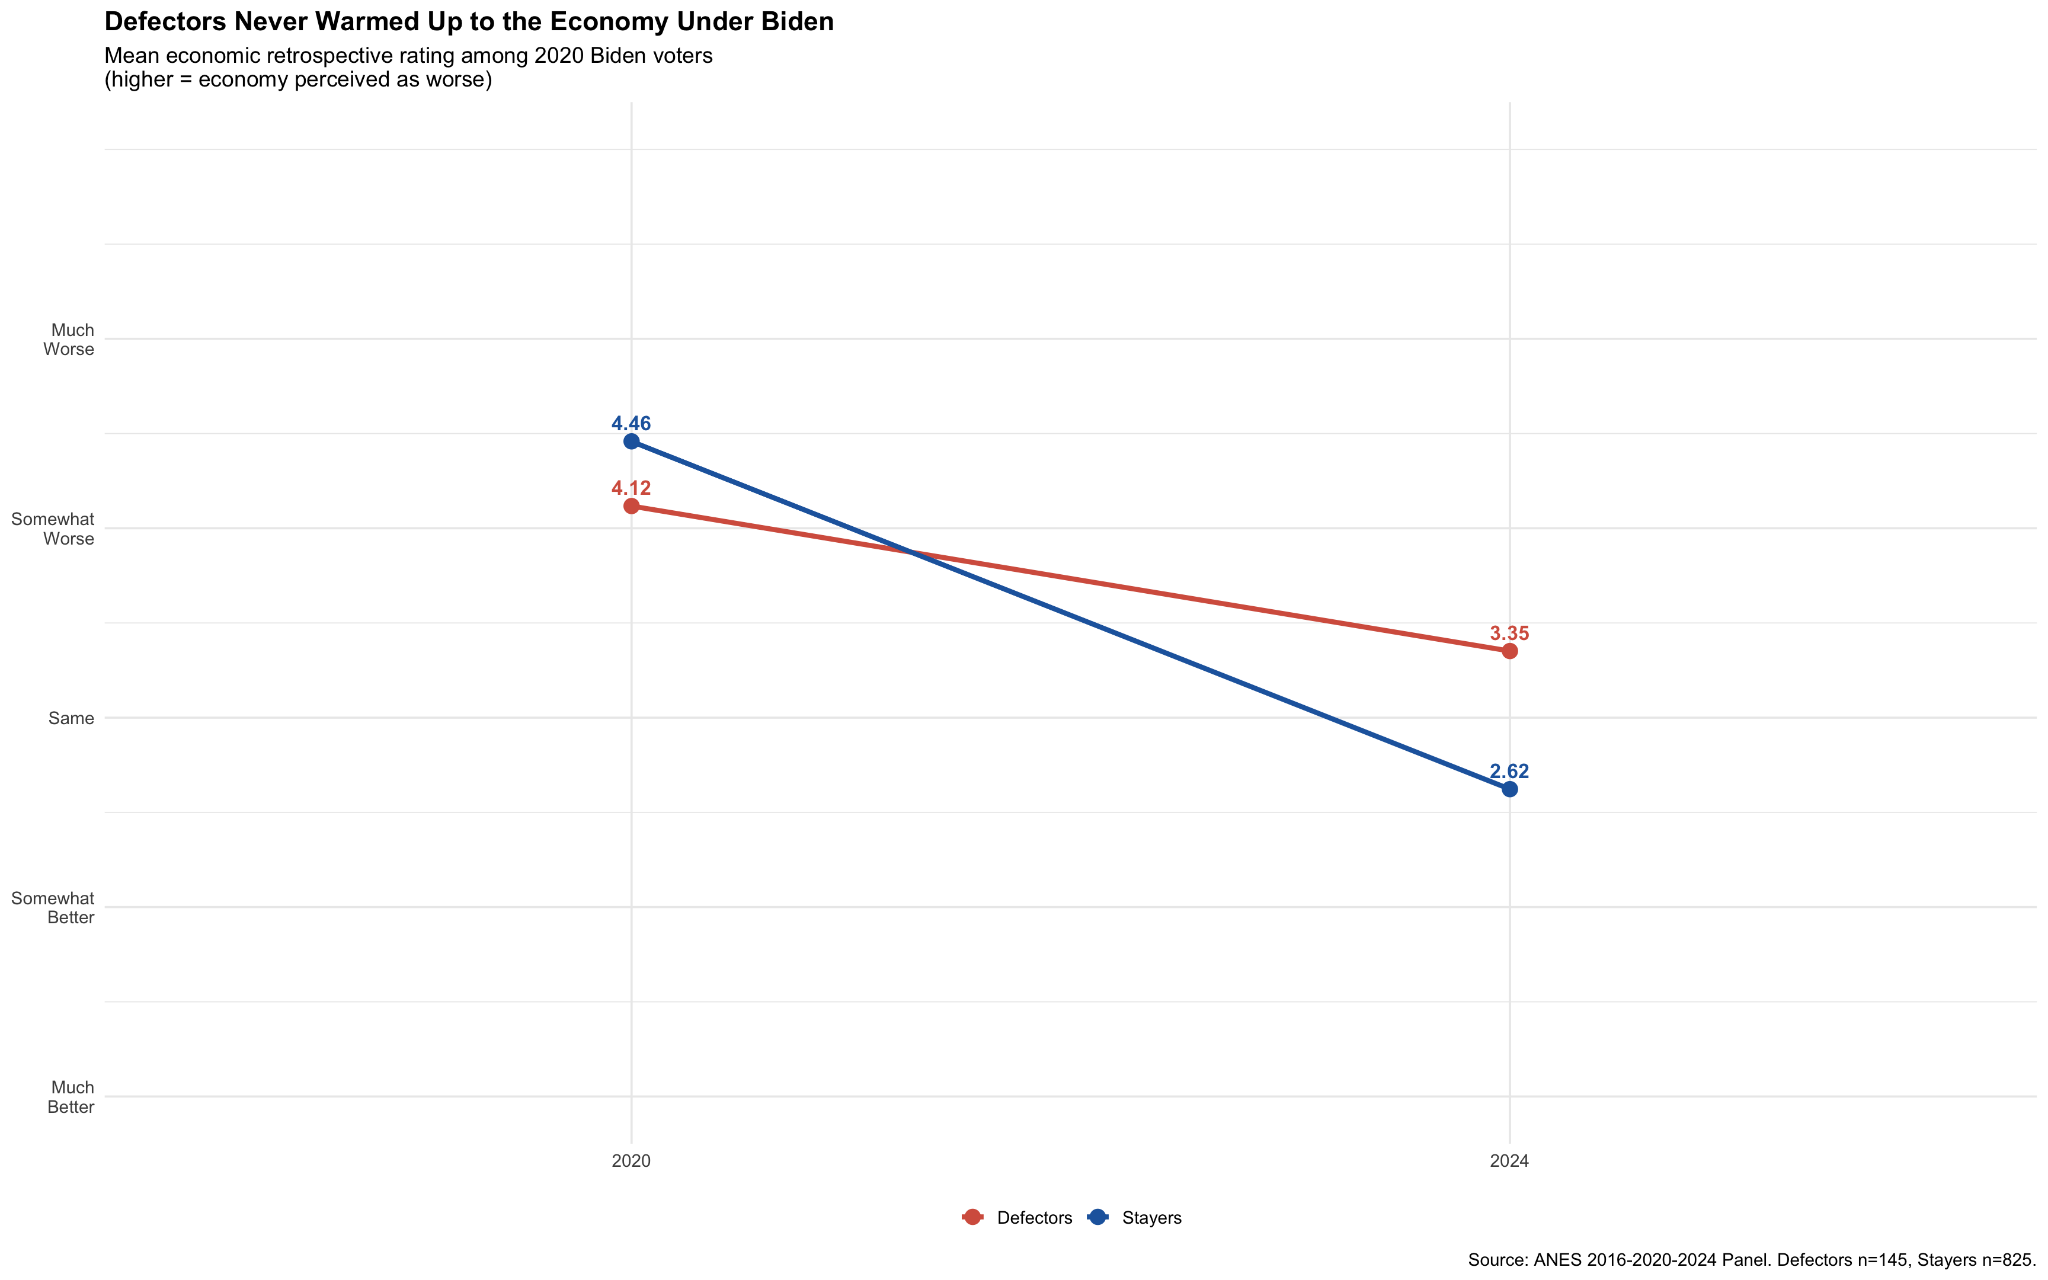 Defectors Never Warmed Up to the Economy Under Biden
Mean economic retrospective rating among 2020 Biden voters
(higher = economy perceived as worse)
Much
Worse
4.46
4.12
Somewhat
Worse
3.35
Same
2.62
Somewhat
Better
Much
Better
2020
2024
Defectors
Stayers
Source: ANES 2016-2020-2024 Panel. Defectors n=145, Stayers n=825.